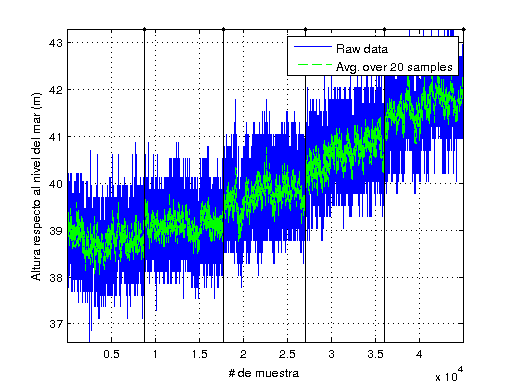 Raw data
Avg. over 20 samples
Altura respecto al nivel del mar (m)
43
42
41
40
39
38
37
0.5 1 1.5 2 2.5 3 3.5 4
x 10^4
# de muestra